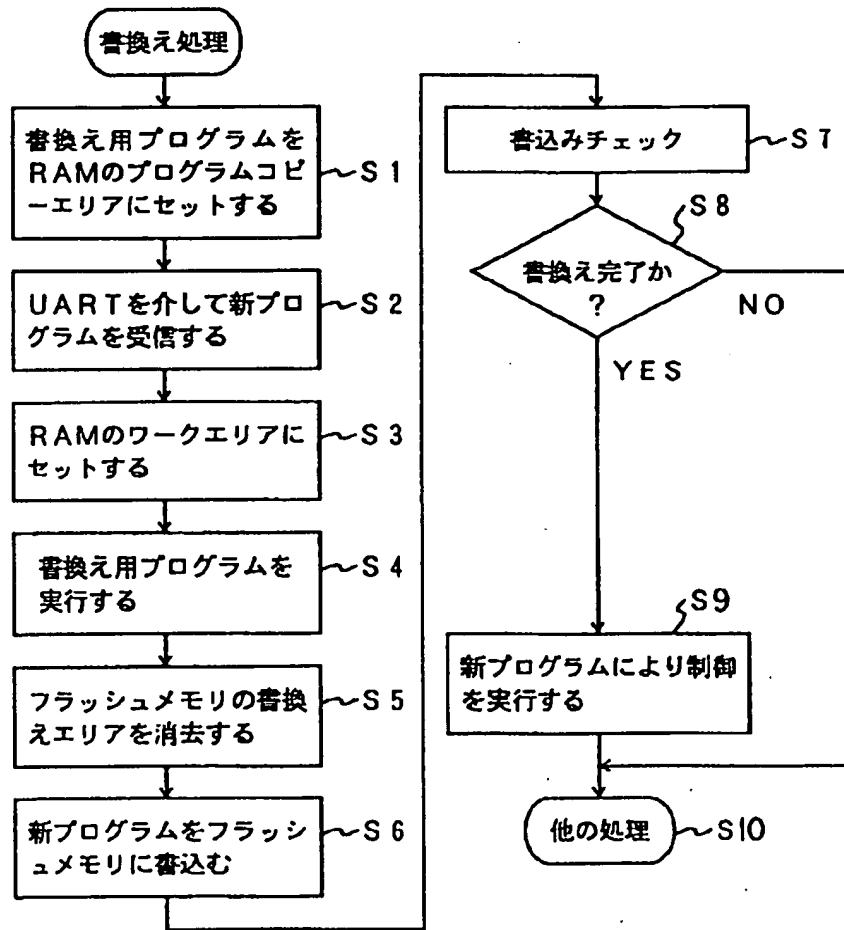 書換え処理
書換え用プログラムを
RAMのプログラムコピ
ーエリアにセットする
S1
UARTを介して新プロ
グラムを受信する
S2
RAMのワークエリアに
セットする
S3
書換え用プログラムを
実行する
S4
フラッシュメモリの書換
えエリアを消去する
S5
新プログラムをフラッシ
ュメモリに書込む
S6
書込みチェック
S7
S8
書換え完了か
?
NO
YES
S9
新プログラムにより制御
を実行する
他の処理
S10